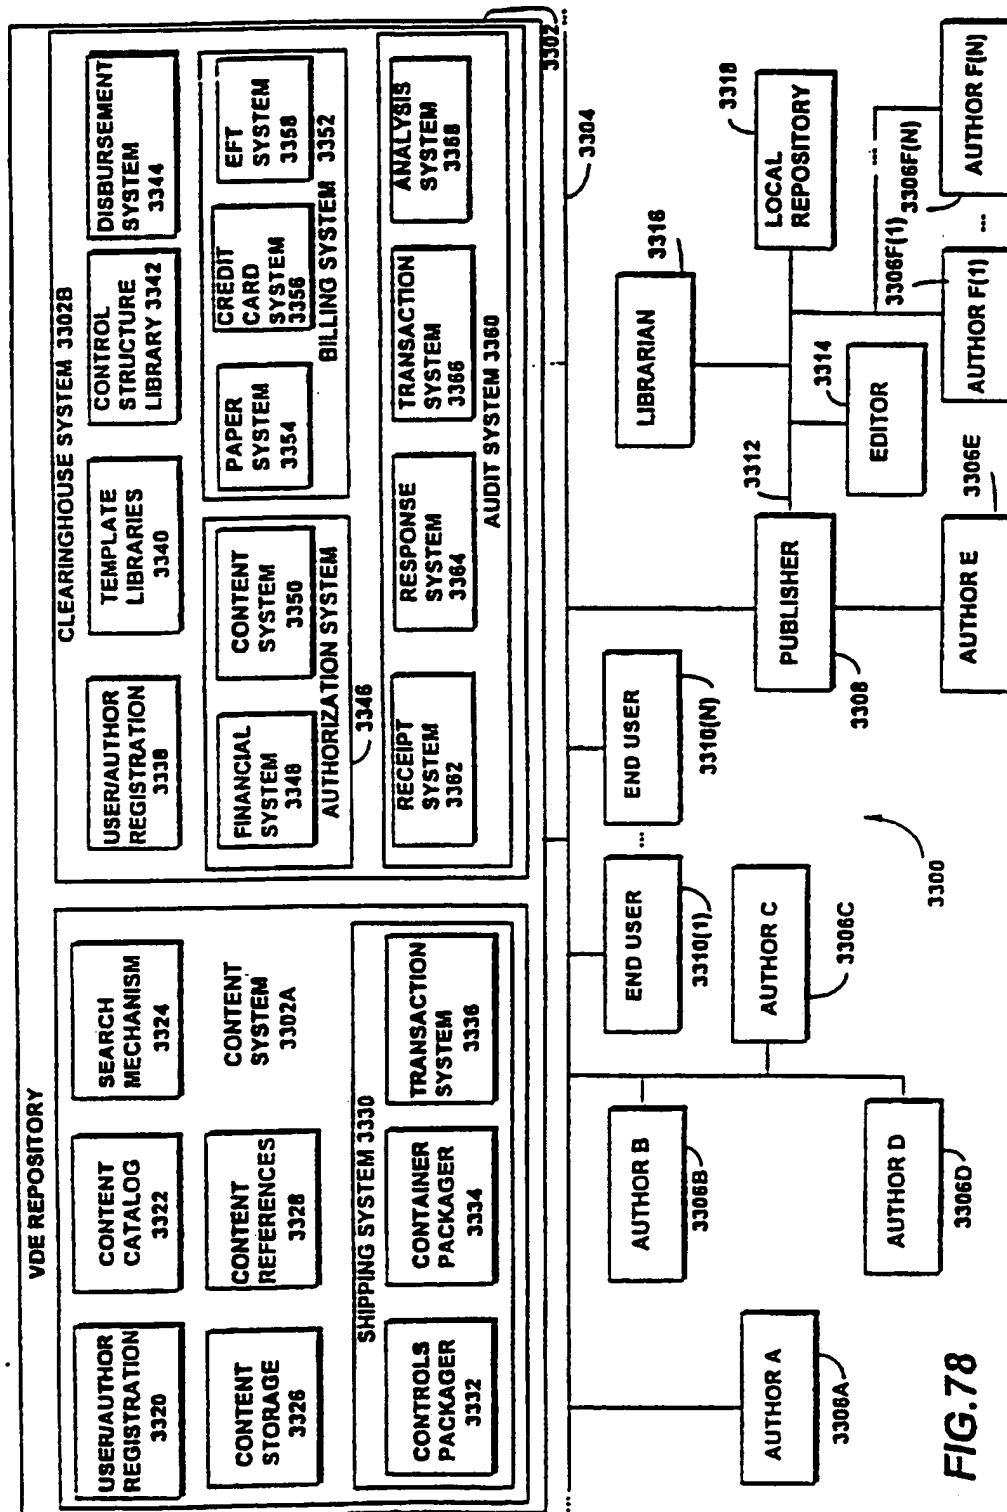 VDE REPOSITORY
USER/AUTHOR
REGISTRATION
3320
CONTENT
CATALOG
3322
SEARCH
MECHANISM
3324
CONTENT
STORAGE
3326
CONTENT
REFERENCES
3328
CONTENT
SYSTEM
3302A
SHIPPING SYSTEM 3330
CONTROLS
PACKAGER
3332
CONTAINER
PACKAGER
3334
TRANSACTION
SYSTEM
3336
CLEARINGHOUSE SYSTEM 3302B
USER/AUTHOR
REGISTRATION
3338
TEMPLATE
LIBRARIES
3340
CONTROL
STRUCTURE
LIBRARY 3342
DISBURSEMENT
SYSTEM
3344
FINANCIAL
SYSTEM
3348
CONTENT
SYSTEM
3350
AUTHORIZATION SYSTEM
3346
PAPER
SYSTEM
3354
CREDIT
CARD
SYSTEM
3356
EFT
SYSTEM
3358
BILLING SYSTEM 3352
RECEIPT
SYSTEM
3362
RESPONSE
SYSTEM
3364
TRANSACTION
SYSTEM
3366
ANALYSIS
SYSTEM
3368
AUDIT SYSTEM 3360
3302
...
...
3304
AUTHOR A
3306A
AUTHOR B
3306B
AUTHOR C
3306C
AUTHOR D
3306D
END USER
3310(1)
...
END USER
3310(N)
3300
PUBLISHER
3308
3312
LIBRARIAN
3316
LOCAL
REPOSITORY
3318
EDITOR
3314
AUTHOR E
3306E
AUTHOR F(1)
3306F(1)
...
...
AUTHOR F(N)
3306F(N)
FIG.78